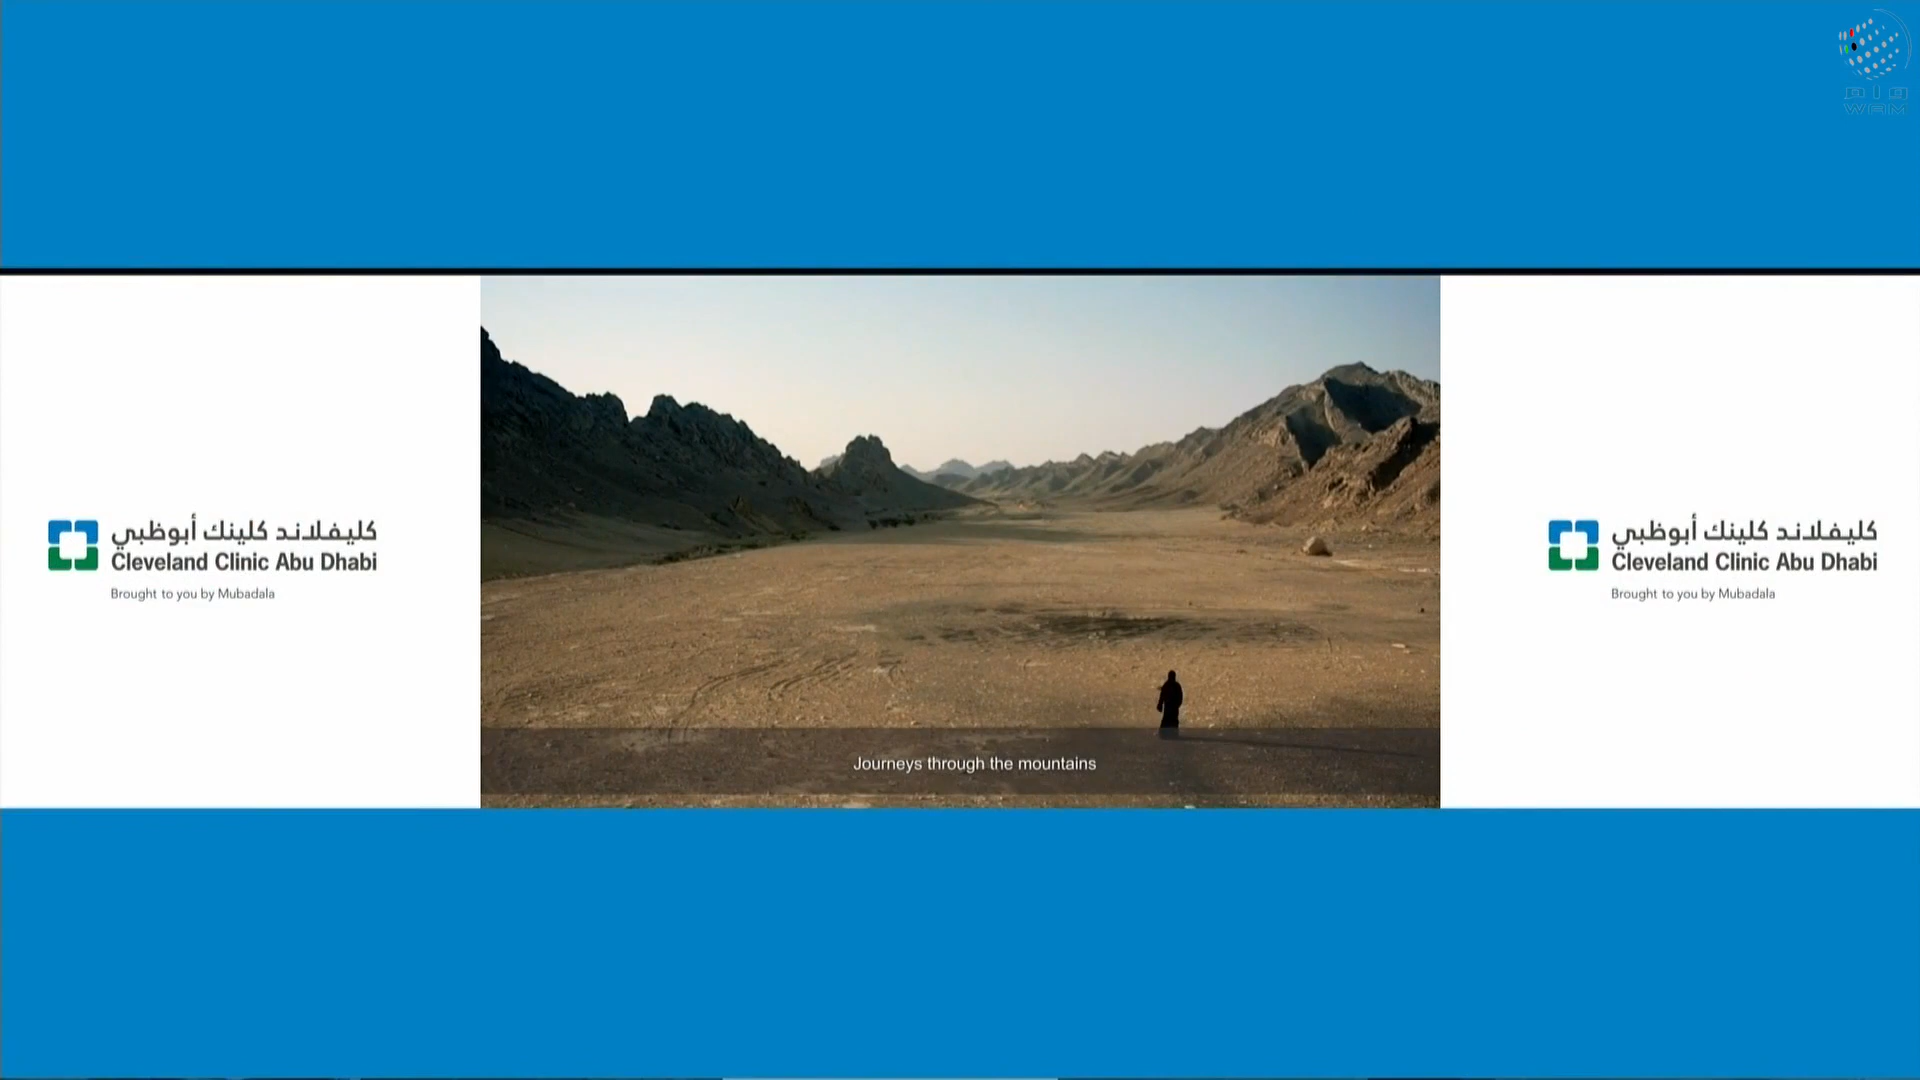 وام
WAM
كليفلاند كلينك أبوظبي
Cleveland Clinic Abu Dhabi
Brought to you by Mubadala
Journeys through the mountains
كليفلاند كلينك أبوظبي
Cleveland Clinic Abu Dhabi
Brought to you by Mubadala